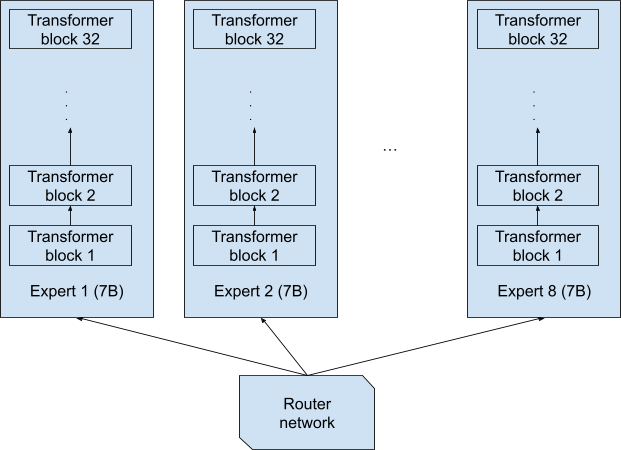 Transformer
block 32
Transformer
block 32
Transformer
block 32
...
Transformer
block 2
Transformer
block 2
Transformer
block 2
Transformer
block 1
Transformer
block 1
Transformer
block 1
Expert 1 (7B)
Expert 2 (7B)
Expert 8 (7B)
Router
network